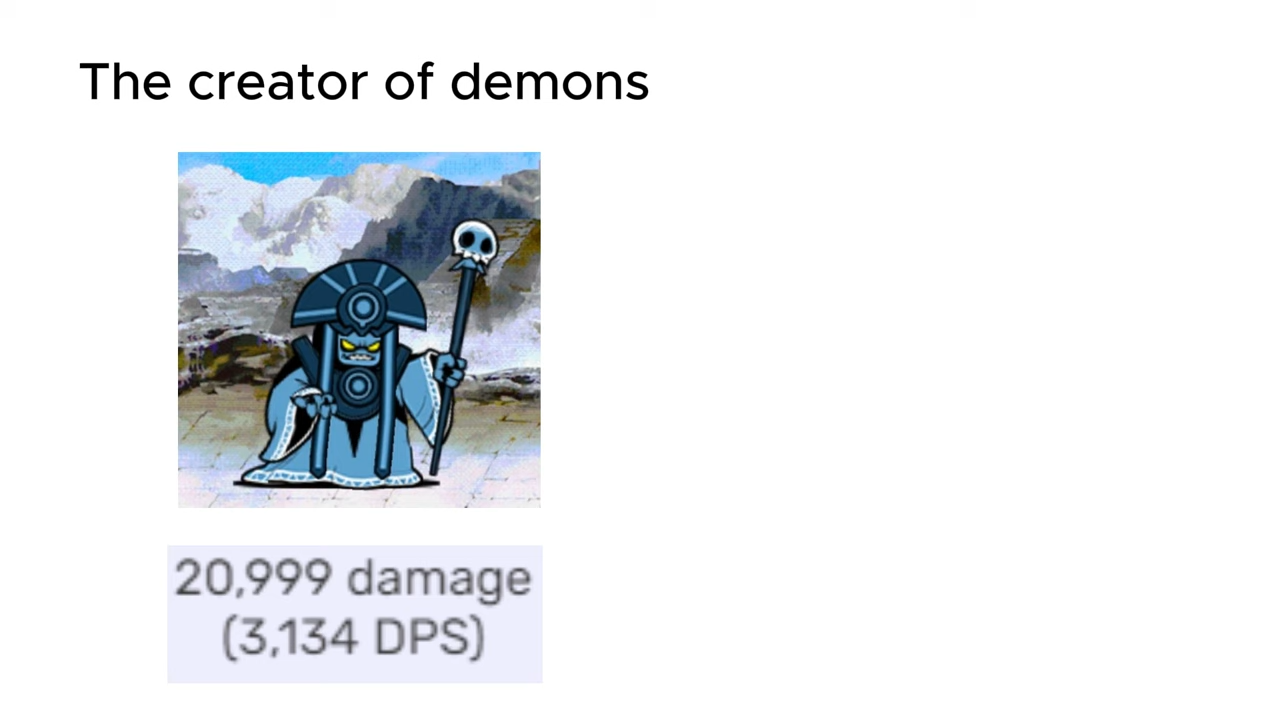 The creator of demons
20,999 damage
(3,134 DPS)